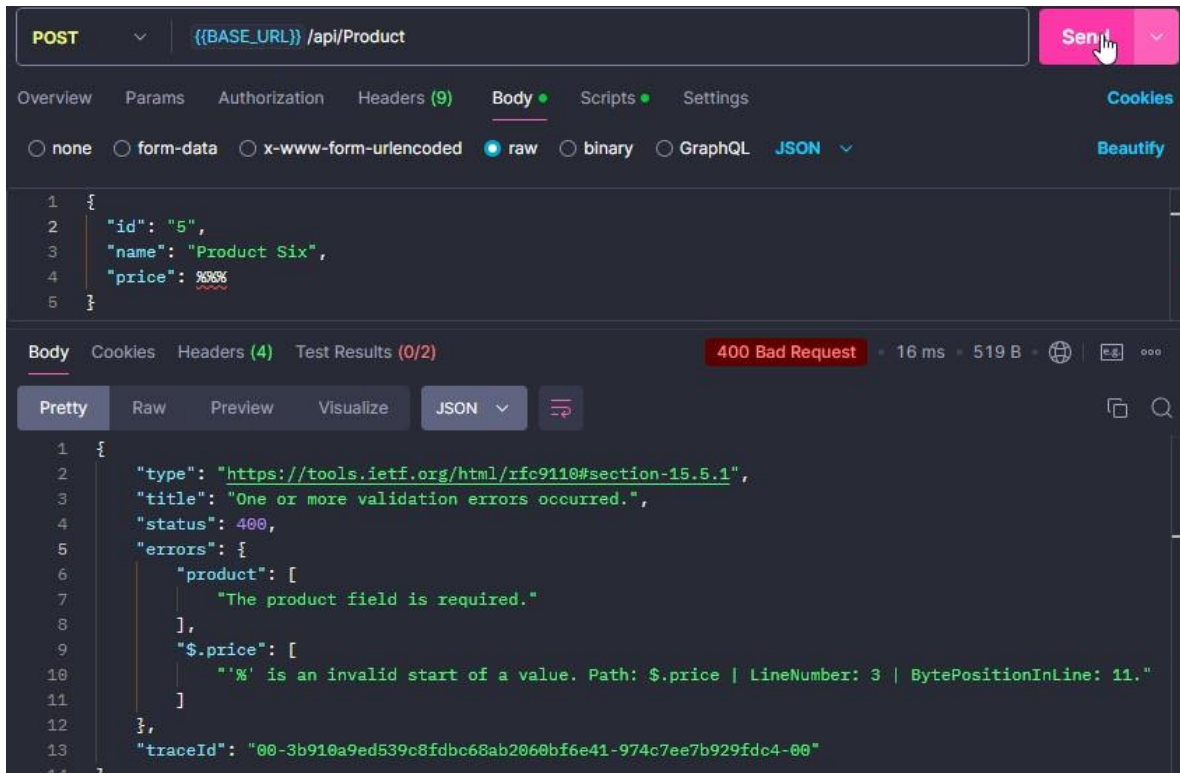 POST {{BASE_URL}} /api/Product Send
Overview Params Authorization Headers (9) Body Scripts Settings Cookies
none form-data x-www-form-urlencoded raw binary GraphQL JSON Beautify
1 {
2 "id": "5",
3 "name": "Product Six",
4 "price": %%%
5 }
Body Cookies Headers (4) Test Results (0/2) 400 Bad Request 16 ms 519 B e.g.
Pretty Raw Preview Visualize JSON
1 {
2 "type": "https://tools.ietf.org/html/rfc9110#section-15.5.1",
3 "title": "One or more validation errors occurred.",
4 "status": 400,
5 "errors": {
6 "product": [
7 "The product field is required."
8 ],
9 "$.price": [
10 "'%' is an invalid start of a value. Path: $.price | LineNumber: 3 | BytePositionInLine: 11."
11 ]
12 },
13 "traceId": "00-3b910a9ed539c8fdbc68ab2060bf6e41-974c7ee7b929fdc4-00"
14 }